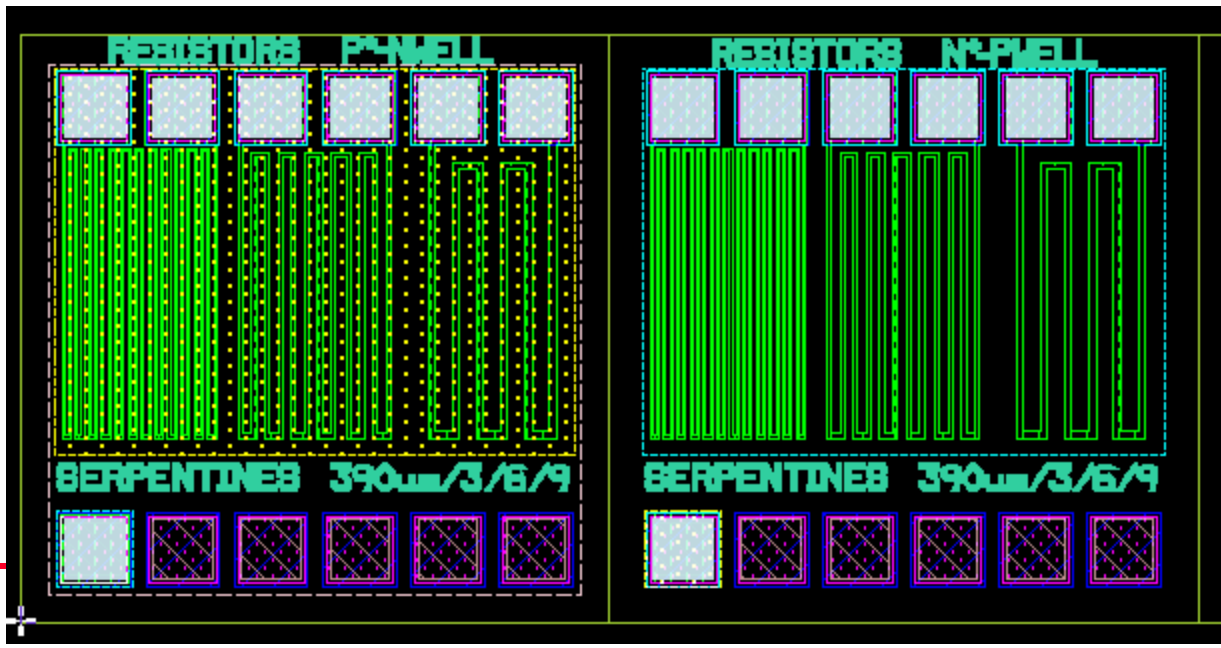 RESISTORS P+-NWELL
RESISTORS N+-PWELL
SERPENTINES 390um/3/6/9
SERPENTINES 390um/3/6/9